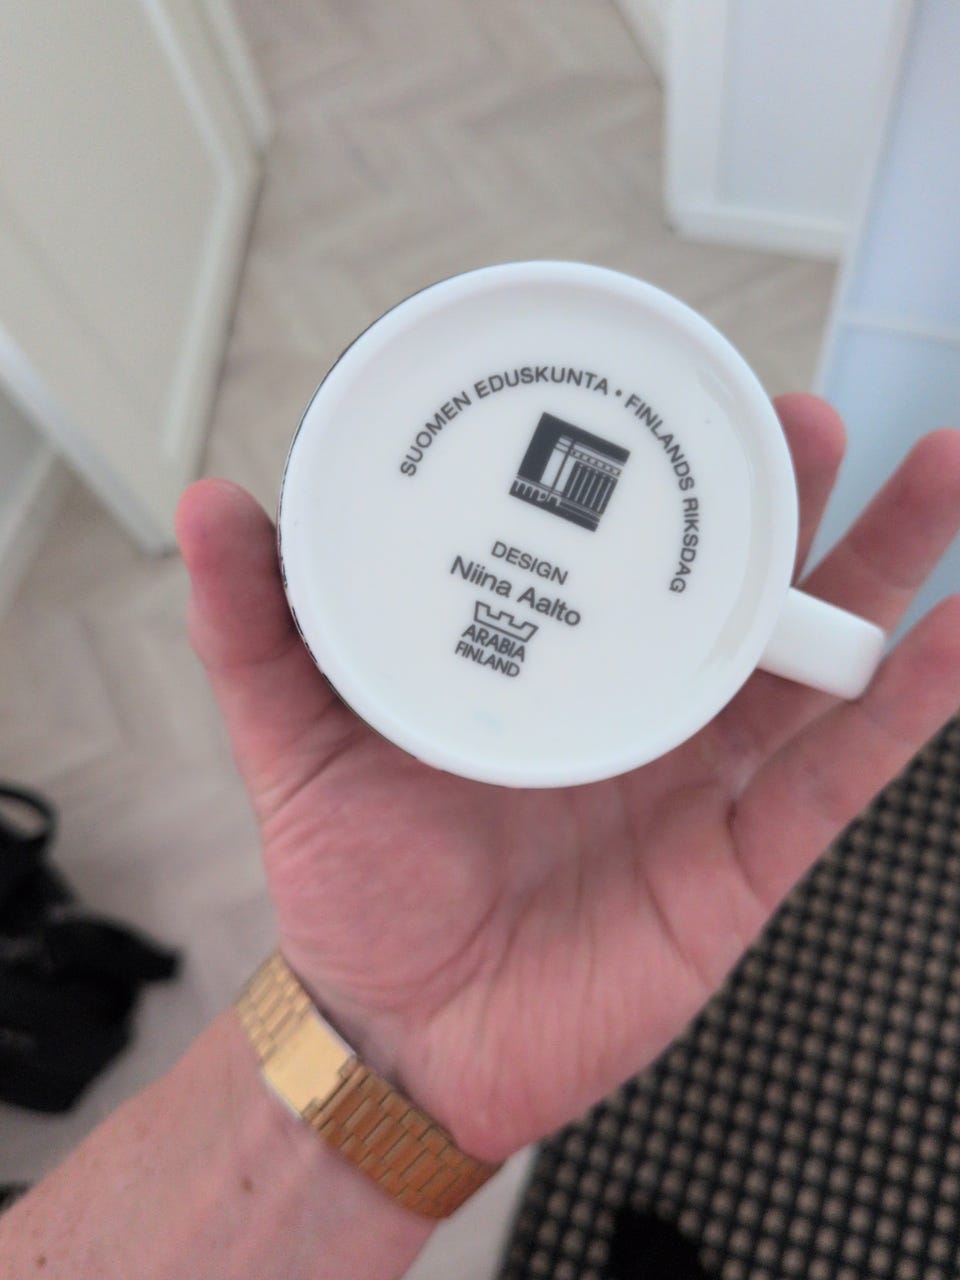 SUOMEN EDUSKUNTA • FINLANDS RIKSDAG
DESIGN
Niina Aalto
ARABIA
FINLAND